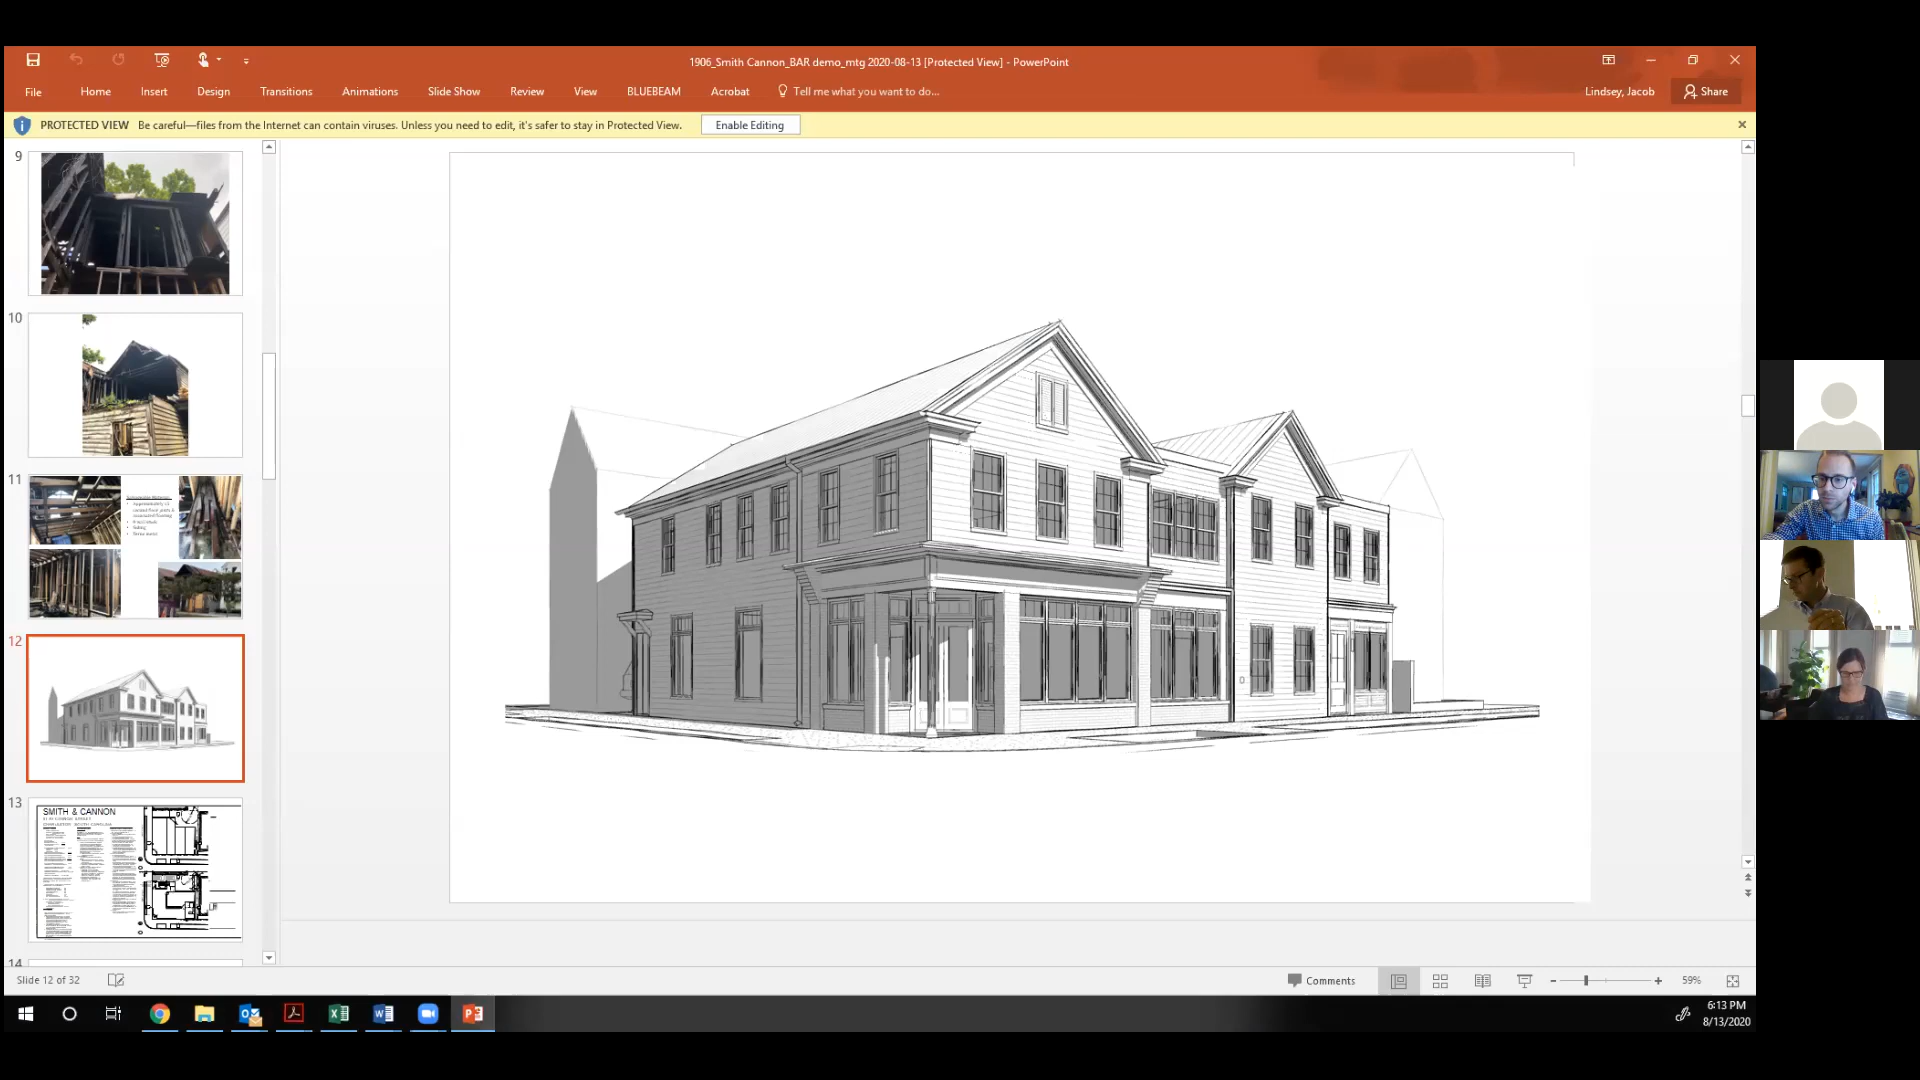 1906_Smith Cannon_BAR demo_mtg 2020-08-13 [Protected View] - PowerPoint
File Home Insert Design Transitions Animations Slide Show Review View BLUEBEAM Acrobat Tell me what you want to do... Lindsey, Jacob Share
PROTECTED VIEW Be careful—files from the Internet can contain viruses. Unless you need to edit, it's safer to stay in Protected View. Enable Editing
9
10
11
12
13
SMITH & CANNON
14
Slide 12 of 32 Comments 59%
6:13 PM
8/13/2020